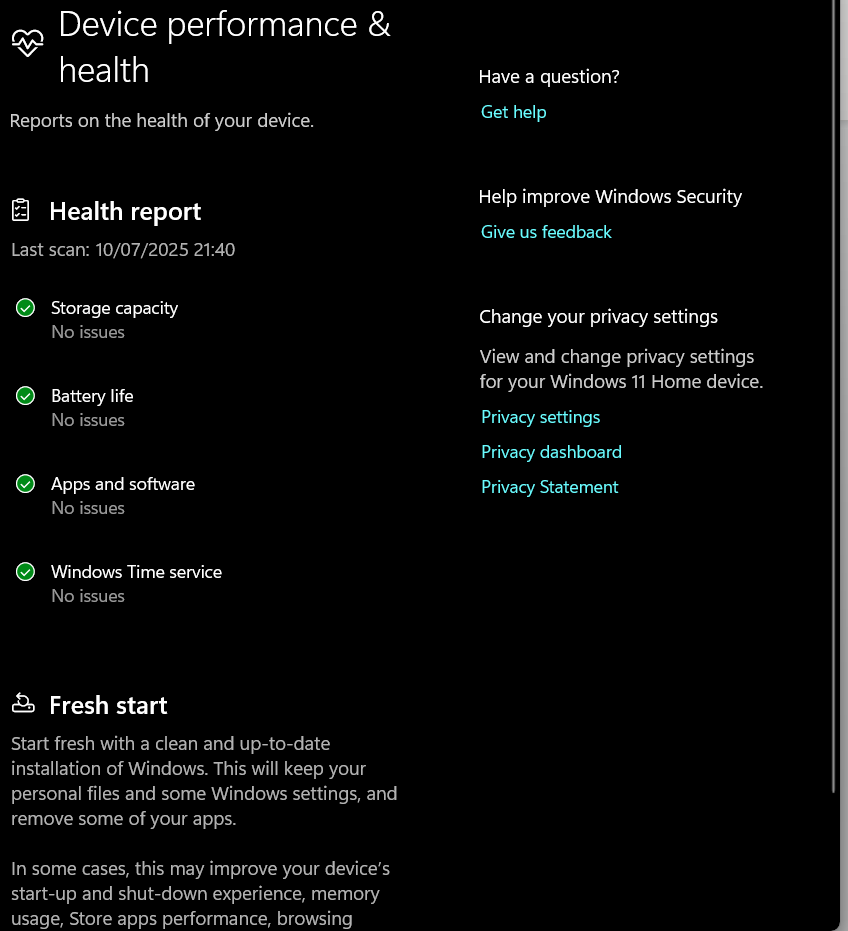 Device performance &
health
Reports on the health of your device.
Health report
Last scan: 10/07/2025 21:40
Storage capacity
No issues
Battery life
No issues
Apps and software
No issues
Windows Time service
No issues
Fresh start
Start fresh with a clean and up-to-date
installation of Windows. This will keep your
personal files and some Windows settings, and
remove some of your apps.
In some cases, this may improve your device's
start-up and shut-down experience, memory
usage, Store apps performance, browsing
Have a question?
Get help
Help improve Windows Security
Give us feedback
Change your privacy settings
View and change privacy settings
for your Windows 11 Home device.
Privacy settings
Privacy dashboard
Privacy Statement